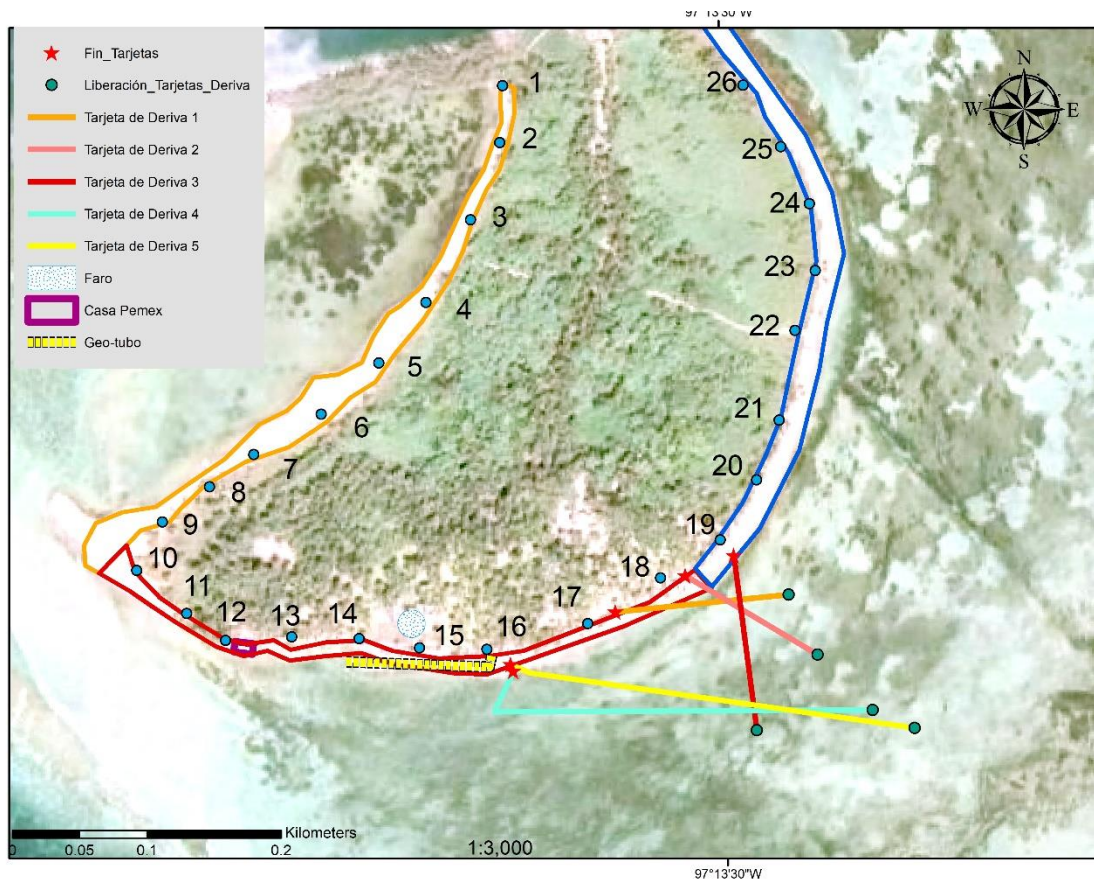 97°13'30"W
Fin_Tarjetas
Liberación_Tarjetas_Deriva
Tarjeta de Deriva 1
Tarjeta de Deriva 2
Tarjeta de Deriva 3
Tarjeta de Deriva 4
Tarjeta de Deriva 5
Faro
Casa Pemex
Geo-tubo
N
W
E
S
1
2
3
4
5
6
7
8
9
10
11
12
13
14
15
16
17
18
19
20
21
22
23
24
25
26
Kilometers
0 0.05 0.1 0.2
1:3,000
97°13'30"W